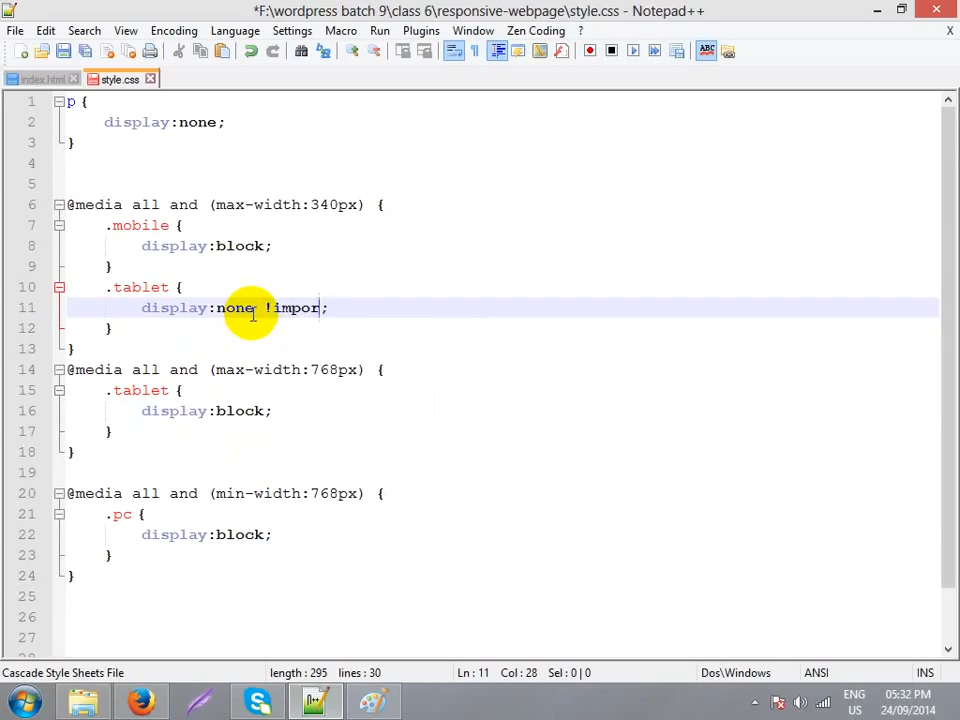 *F:\wordpress batch 9\class 6\responsive-webpage\style.css - Notepad++
File Edit Search View Encoding Language Settings Macro Run Plugins Window Zen Coding ? X
index.html style.css
1 p {
2 display:none;
3 }
4
5
6 @media all and (max-width:340px) {
7 .mobile {
8 display:block;
9 }
10 .tablet {
11 display:none !impor;
12 }
13 }
14 @media all and (max-width:768px) {
15 .tablet {
16 display:block;
17 }
18 }
19
20 @media all and (min-width:768px) {
21 .pc {
22 display:block;
23 }
24 }
25
26
27
28
Cascade Style Sheets File length : 295 lines : 30 Ln : 11 Col : 28 Sel : 0 | 0 Dos\Windows ANSI INS
ENG 05:32 PM
US 24/09/2014